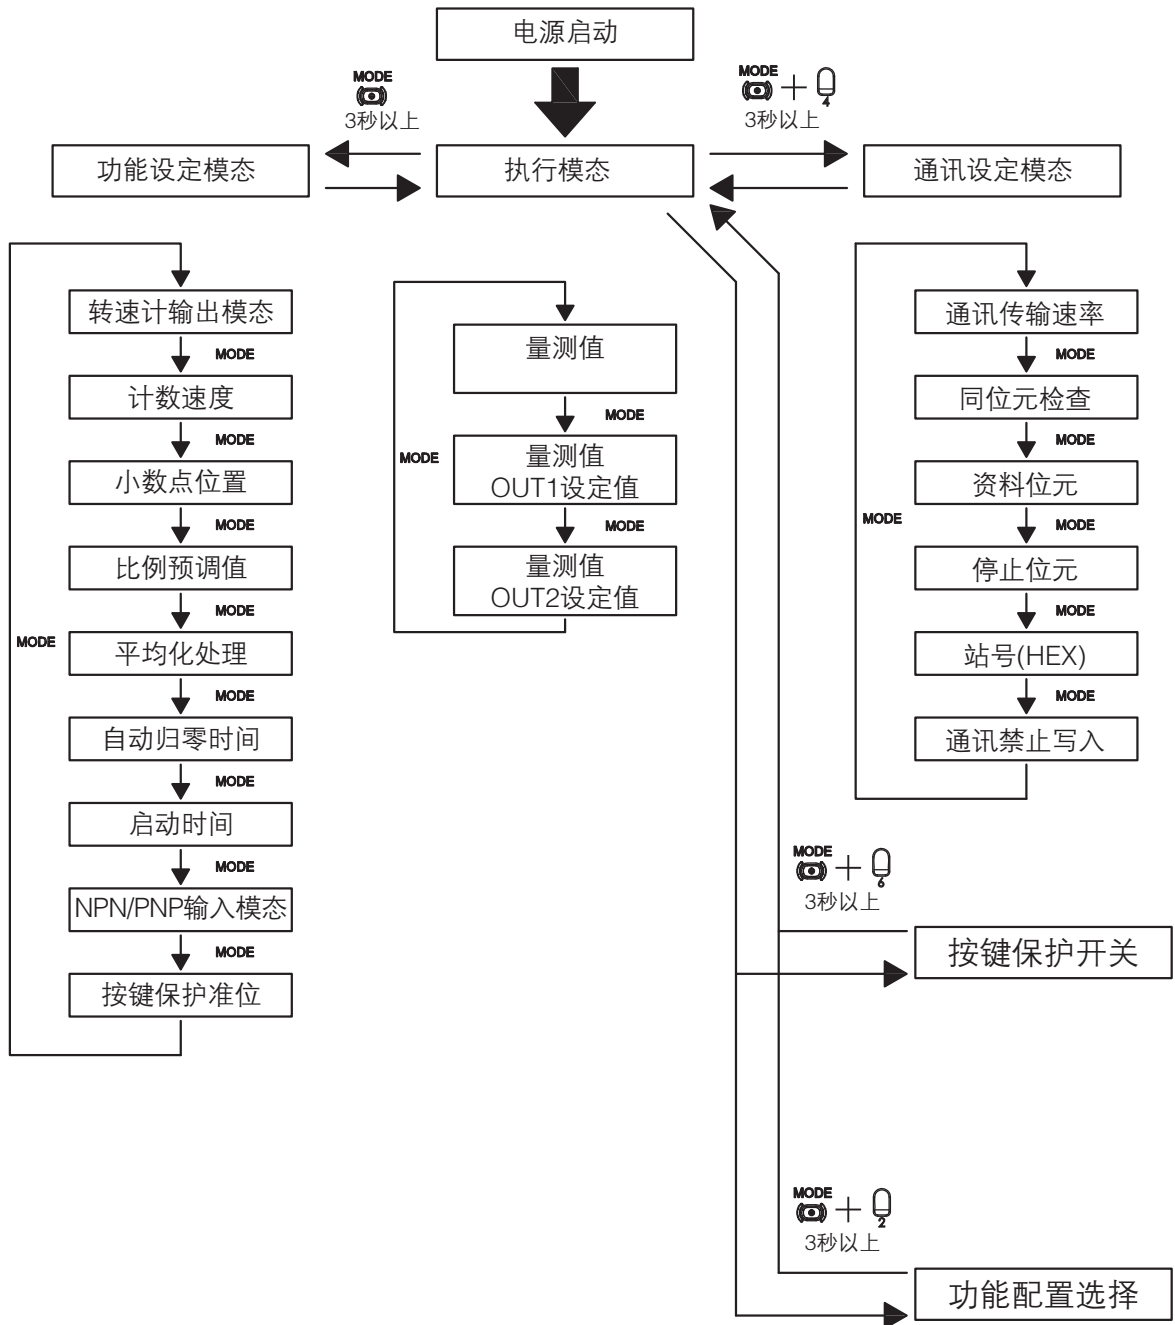 电源启动
MODE
3秒以上
MODE
4
3秒以上
功能设定模态
执行模态
通讯设定模态
转速计输出模态
MODE
计数速度
MODE
小数点位置
MODE
比例预调值
MODE
平均化处理
MODE
自动归零时间
MODE
启动时间
MODE
NPN/PNP输入模态
MODE
按键保护准位
MODE
量测值
MODE
量测值
OUT1设定值
MODE
量测值
OUT2设定值
MODE
通讯传输速率
MODE
同位元检查
MODE
资料位元
MODE
停止位元
MODE
站号(HEX)
MODE
通讯禁止写入
MODE
MODE
6
3秒以上
按键保护开关
MODE
2
3秒以上
功能配置选择